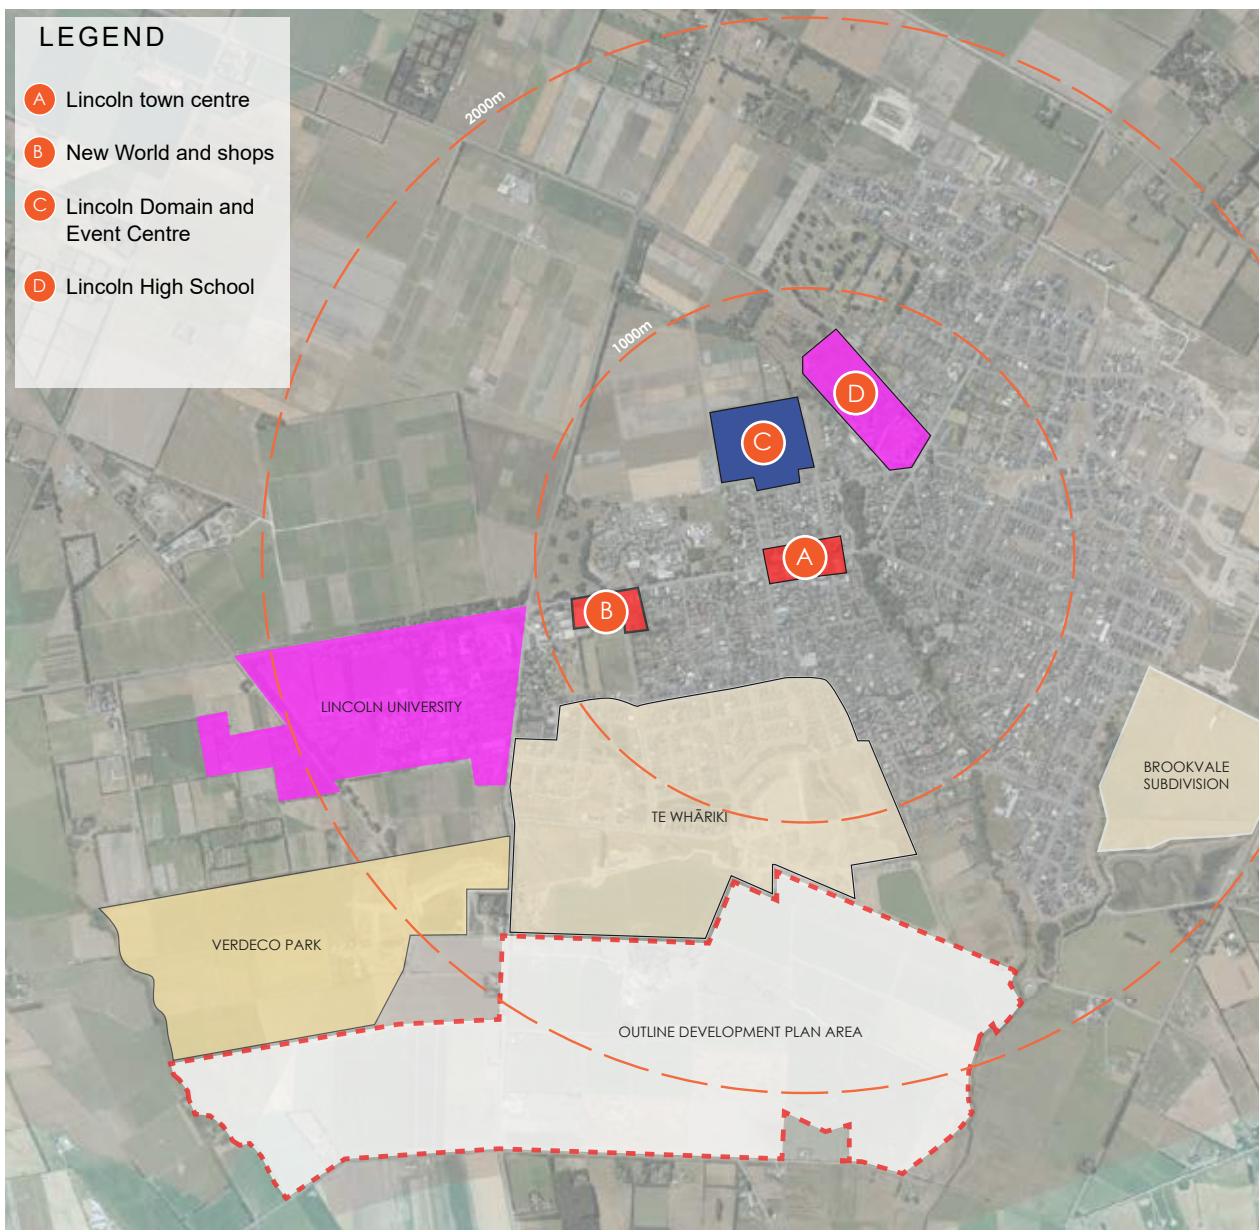 LEGEND
A Lincoln town centre
B New World and shops
C Lincoln Domain and
Event Centre
D Lincoln High School
2000m
1000m
D
C
A
B
LINCOLN UNIVERSITY
BROOKVALE
SUBDIVISION
TE WHĀRIKI
VERDECO PARK
OUTLINE DEVELOPMENT PLAN AREA